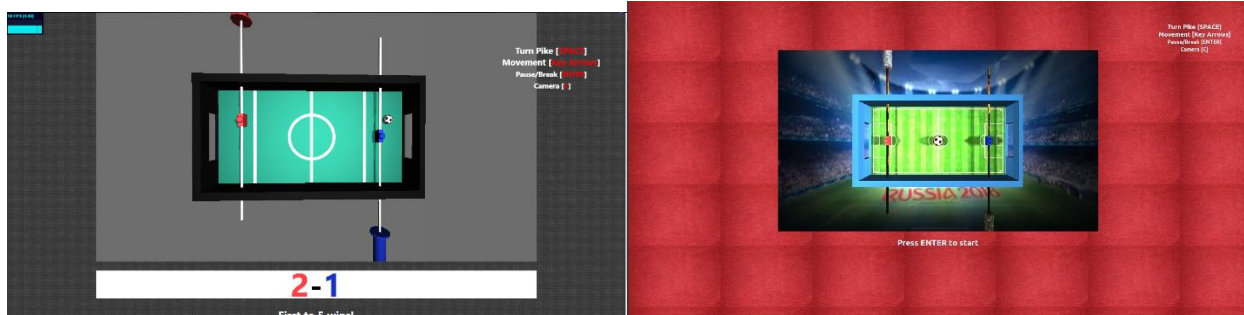 Turn Pike [SPACE]
Movement [Key Arrows]
Pause/Break [ENTER]
Camera [C]
2-1
First to 5 wins!
Turn Pike [SPACE]
Movement [Key Arrows]
Pause/Break [ENTER]
Camera [C]
RUSSIA 2018
Press ENTER to start